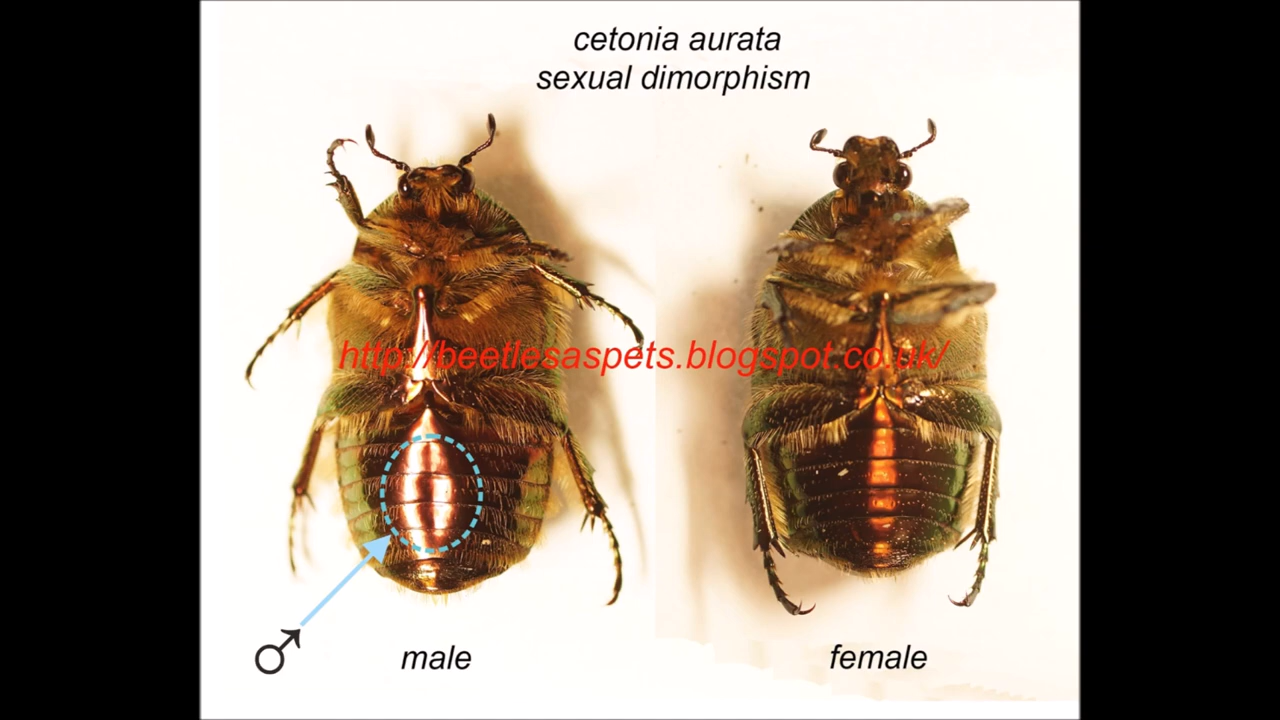 cetonia aurata
sexual dimorphism
http://beetlesaspets.blogspot.co.uk/
male
female